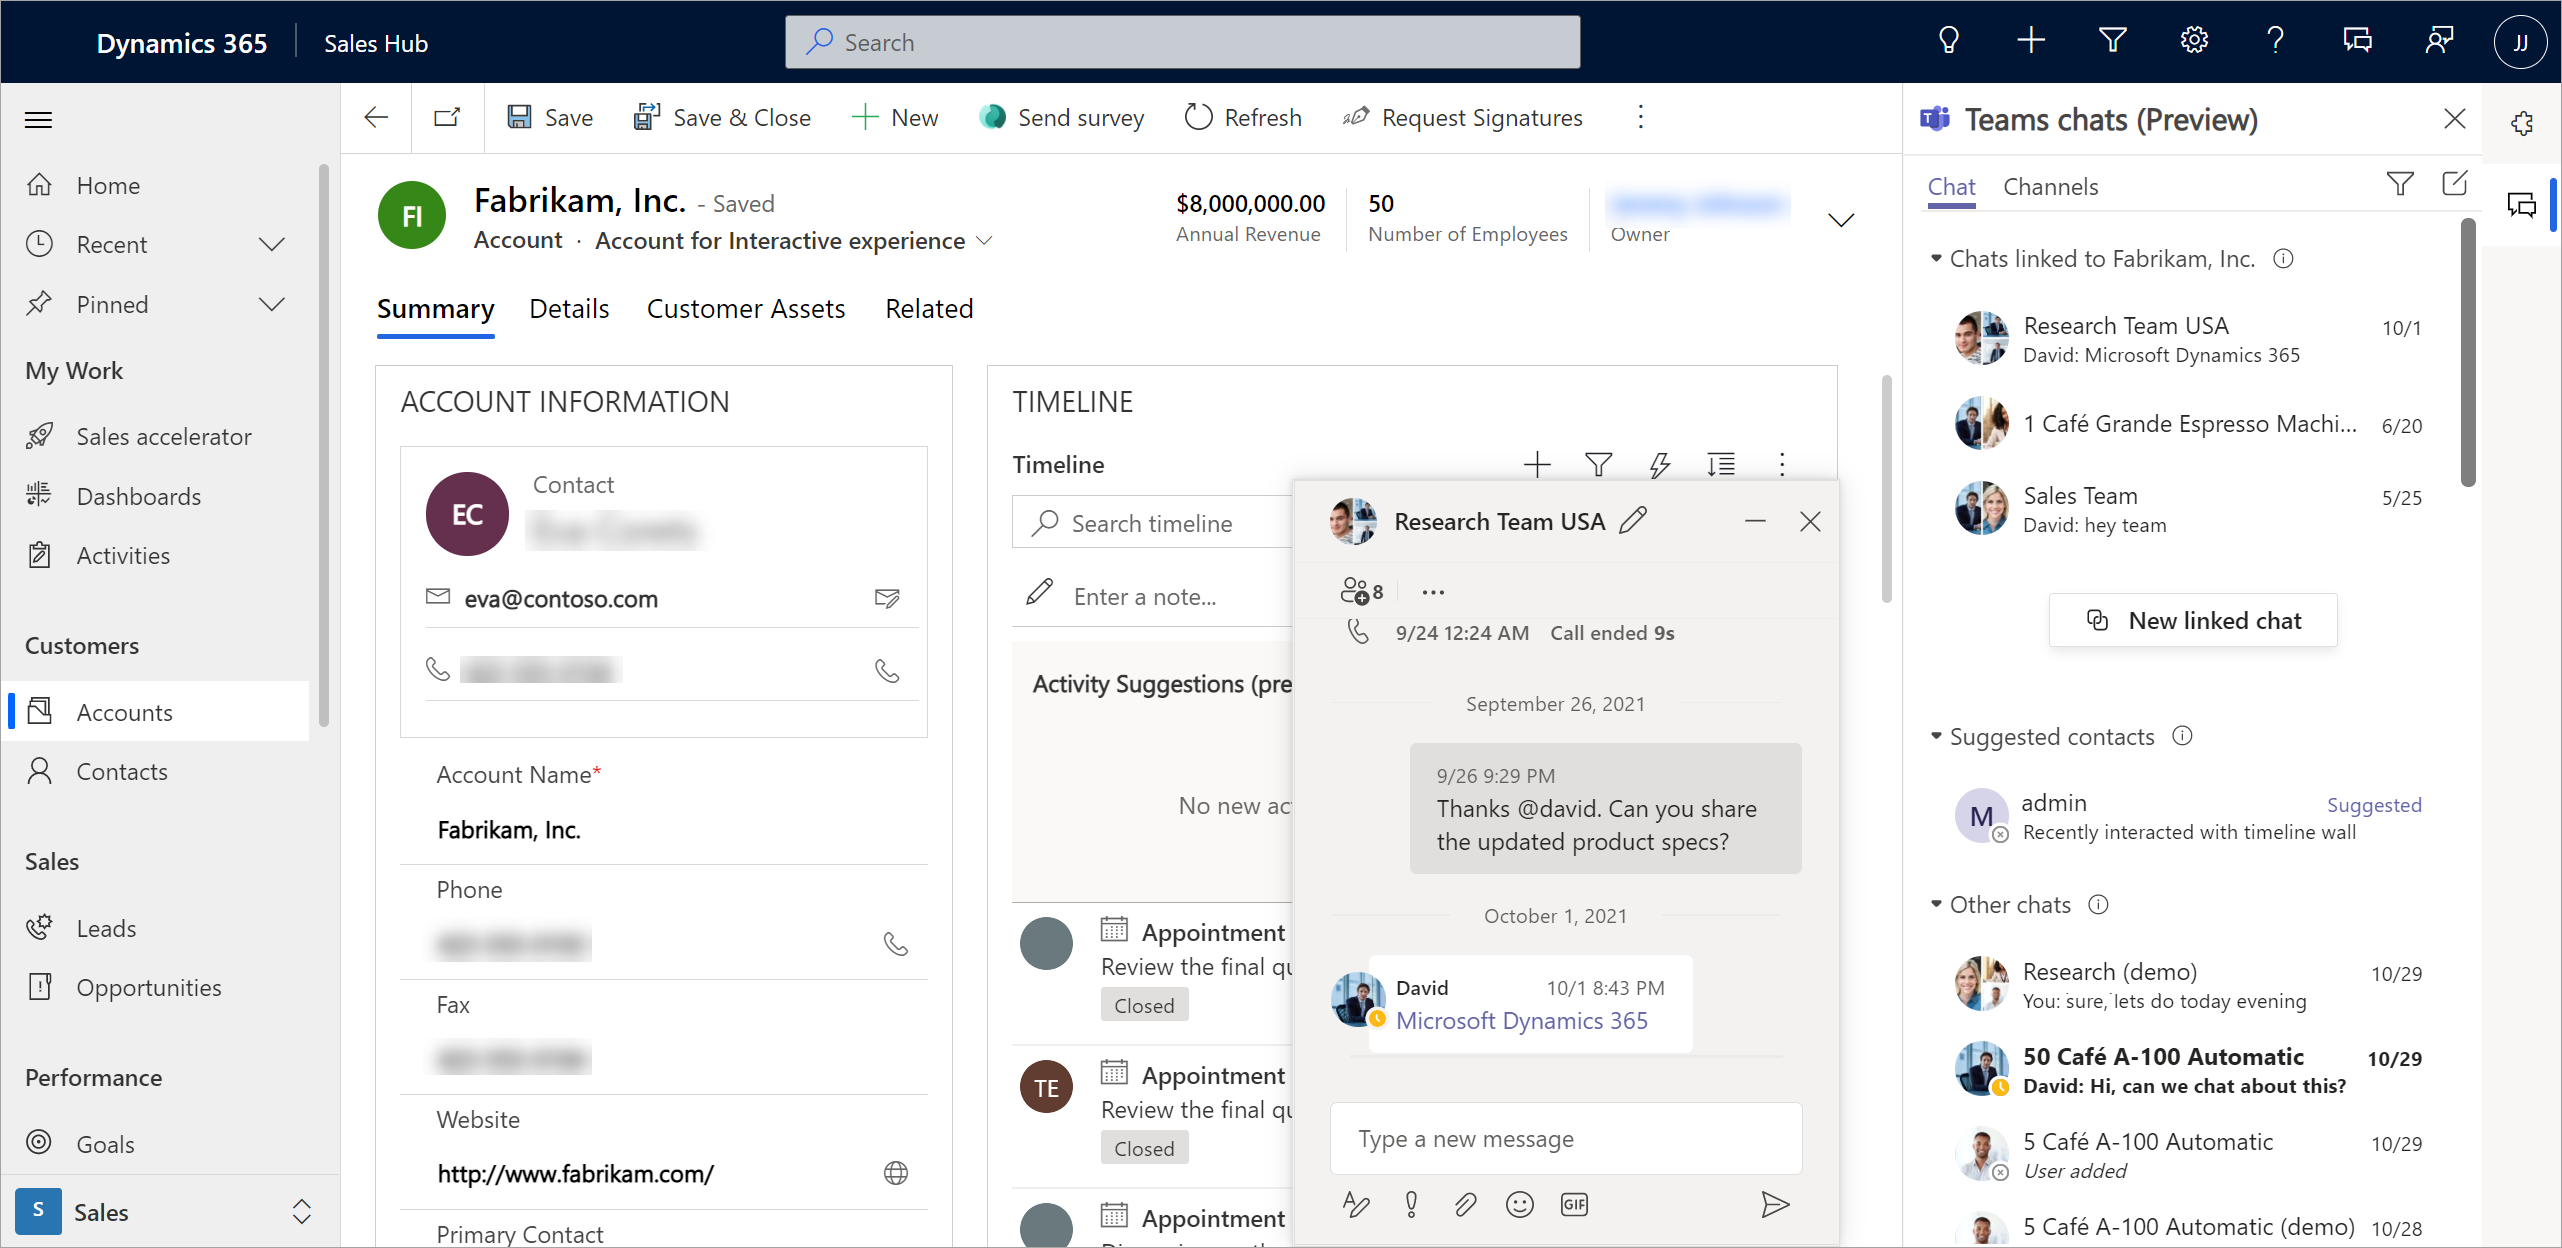 Dynamics 365
Sales Hub
Search
JJ
Home
Recent
Pinned
My Work
Sales accelerator
Dashboards
Activities
Customers
Accounts
Contacts
Sales
Leads
Opportunities
Performance
Goals
S
Sales
Save
Save & Close
New
Send survey
Refresh
Request Signatures
FI
Fabrikam, Inc. - Saved
Account · Account for Interactive experience
$8,000,000.00
Annual Revenue
50
Number of Employees
Owner
Summary
Details
Customer Assets
Related
ACCOUNT INFORMATION
EC
Contact
eva@contoso.com
Account Name*
Fabrikam, Inc.
Phone
Fax
Website
http://www.fabrikam.com/
Primary Contact
TIMELINE
Timeline
Search timeline
Enter a note...
Activity Suggestions (pre
No new ac
Appointment
Review the final qu
Closed
TE
Appointment
Review the final qu
Closed
Appointment
Research Team USA
8
9/24 12:24 AM Call ended 9s
September 26, 2021
9/26 9:29 PM
Thanks @david. Can you share
the updated product specs?
October 1, 2021
David 10/1 8:43 PM
Microsoft Dynamics 365
Type a new message
GIF
T
Teams chats (Preview)
Chat
Channels
Chats linked to Fabrikam, Inc.
Research Team USA 10/1
David: Microsoft Dynamics 365
1 Café Grande Espresso Machi... 6/20
Sales Team 5/25
David: hey team
New linked chat
Suggested contacts
M
admin Suggested
Recently interacted with timeline wall
Other chats
Research (demo) 10/29
You: sure, lets do today evening
50 Café A-100 Automatic 10/29
David: Hi, can we chat about this?
5 Café A-100 Automatic 10/29
User added
5 Café A-100 Automatic (demo) 10/28